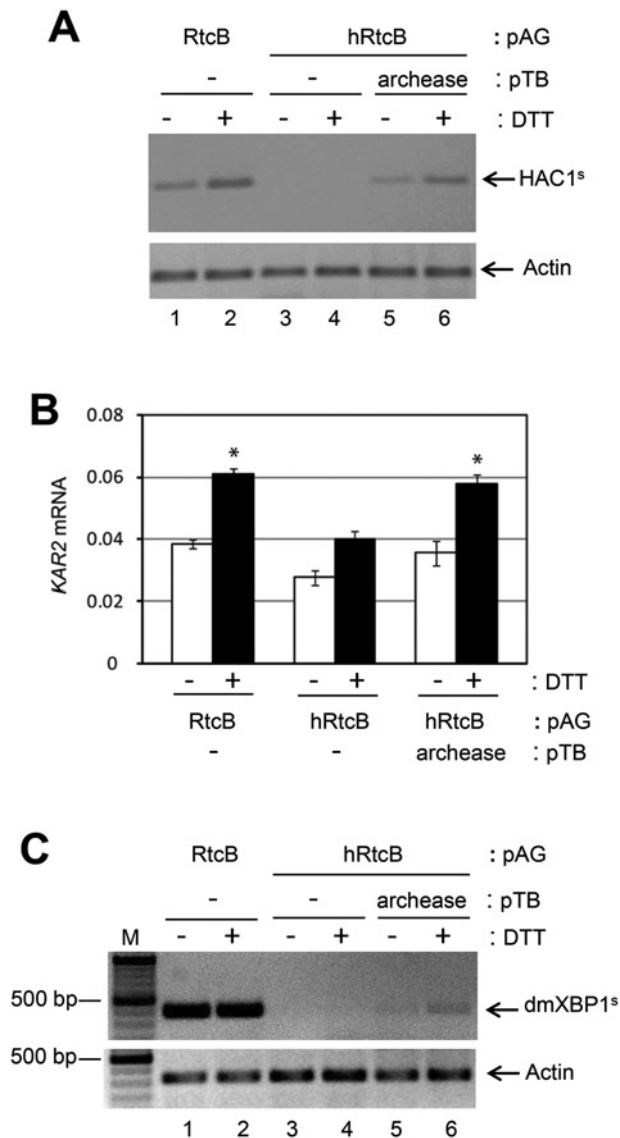 A
RtcB hRtcB : pAG
- - archease : pTB
- + - + - + : DTT
HAC1ˢ
Actin
1 2 3 4 5 6
B
KAR2 mRNA
0.08
0.06
0.04
0.02
0
* *
- + - + - + : DTT
RtcB hRtcB hRtcB : pAG
- - archease : pTB
C
RtcB hRtcB : pAG
- - archease : pTB
M - + - + - + : DTT
500 bp
dmXBP1ˢ
500 bp
Actin
1 2 3 4 5 6